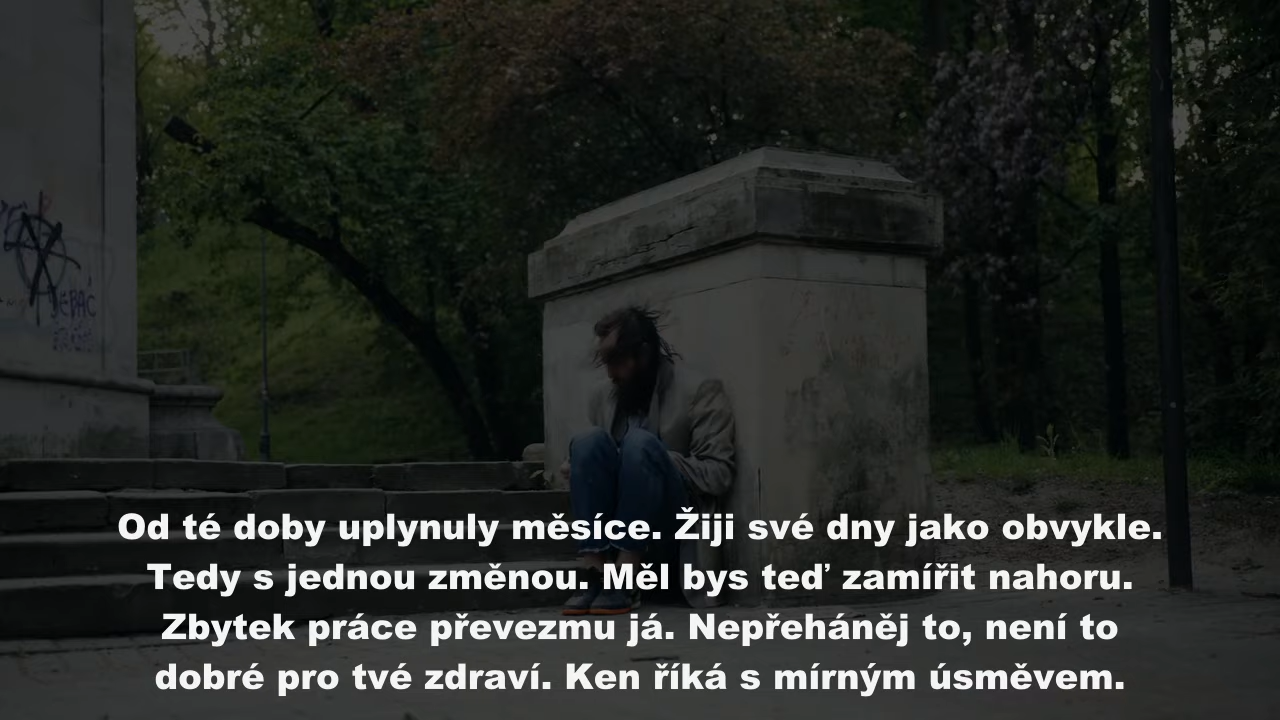 JEBAĆ
Od té doby uplynuly měsíce. Žiji své dny jako obvykle.
Tedy s jednou změnou. Měl bys teď zamířit nahoru.
Zbytek práce převezmu já. Nepřeháněj to, není to
dobré pro tvé zdraví. Ken říká s mírným úsměvem.